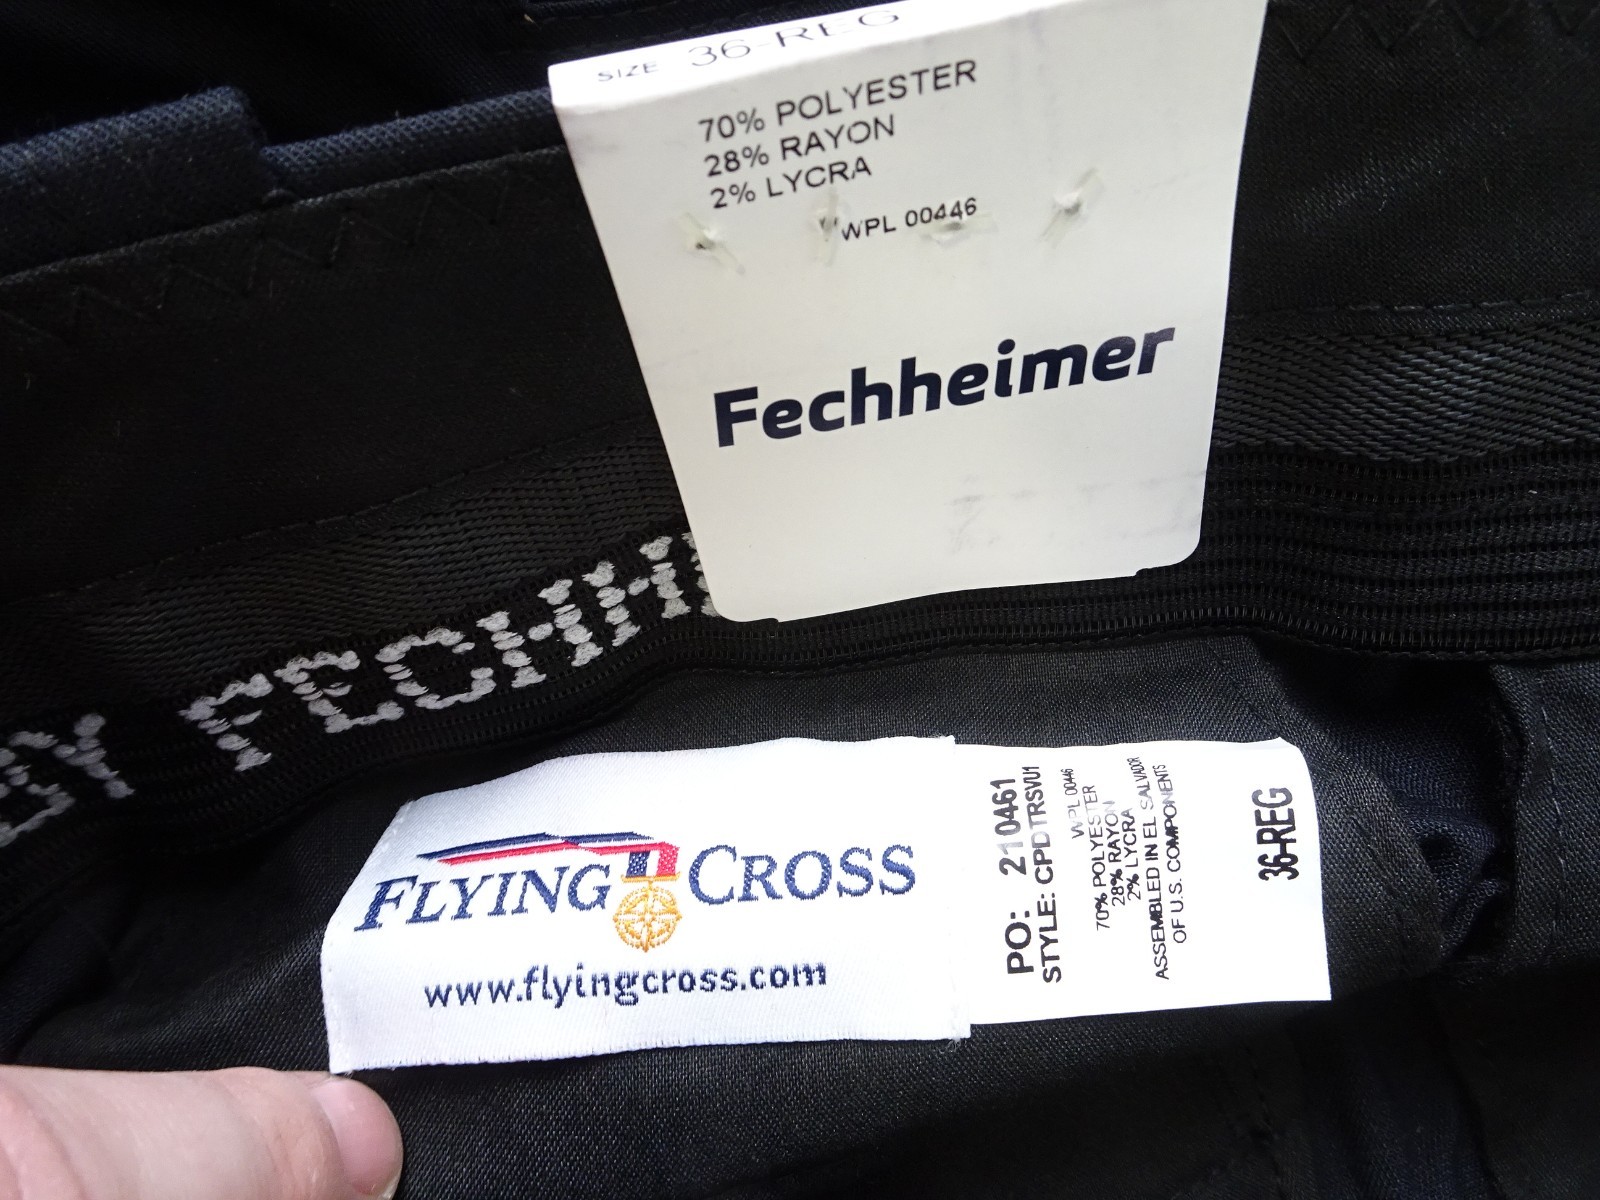 SIZE 36-REG
70% POLYESTER
28% RAYON
2% LYCRA
WPL 00446
Fechheimer
BY FECHH
FLYING CROSS
www.flyingcross.com
PO: 210461
STYLE: CPDTRSVU1
WPL 00446
70% POLYESTER
28% RAYON
2% LYCRA
ASSEMBLED IN EL SALVADOR
OF U.S. COMPONENTS
36-REG